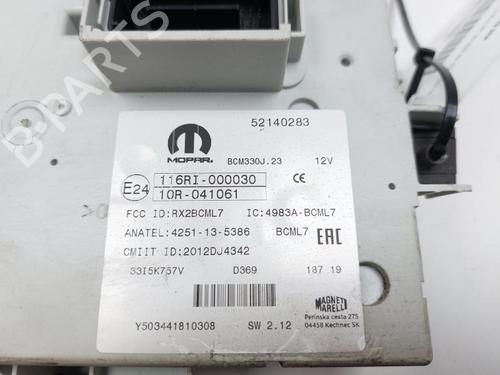 52140283
MOPAR
BCM330J.23 12V
E24 116RI-000030 CE
10R-041061
FCC ID:RX2BCML7 IC:4983A-BCML7
ANATEL:4251-13-5386 BCML7 EAC
CMIIT ID:2012DJ4342
33I5K757V D369 187 19
MAGNETI
MARELLI
Perinska cesta 275
04458 Kechnec SK
Y503441810308 SW 2.12
B-PARTS